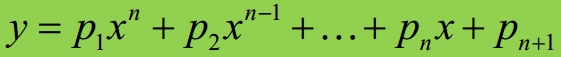 y = p₁xⁿ + p₂xⁿ⁻¹ + … + pₙx + pₙ₊₁